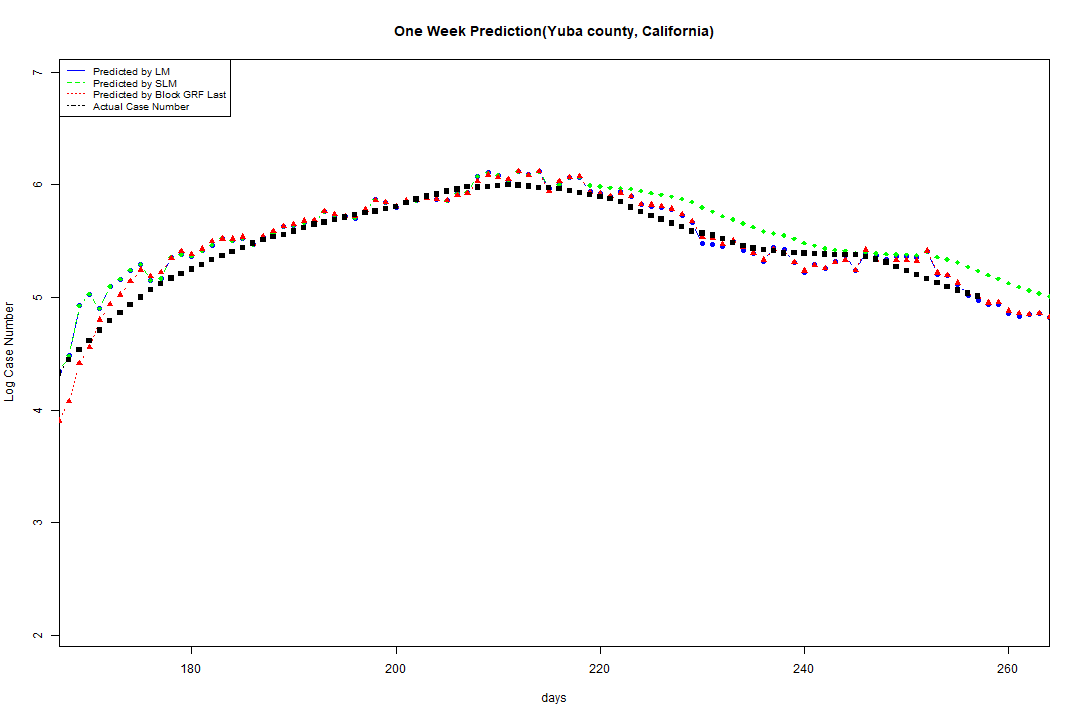 One Week Prediction(Yuba county, California)
Predicted by LM
Predicted by SLM
Predicted by Block GRF Last
Actual Case Number
7
6
5
4
3
2
Log Case Number
180 200 220 240 260
days